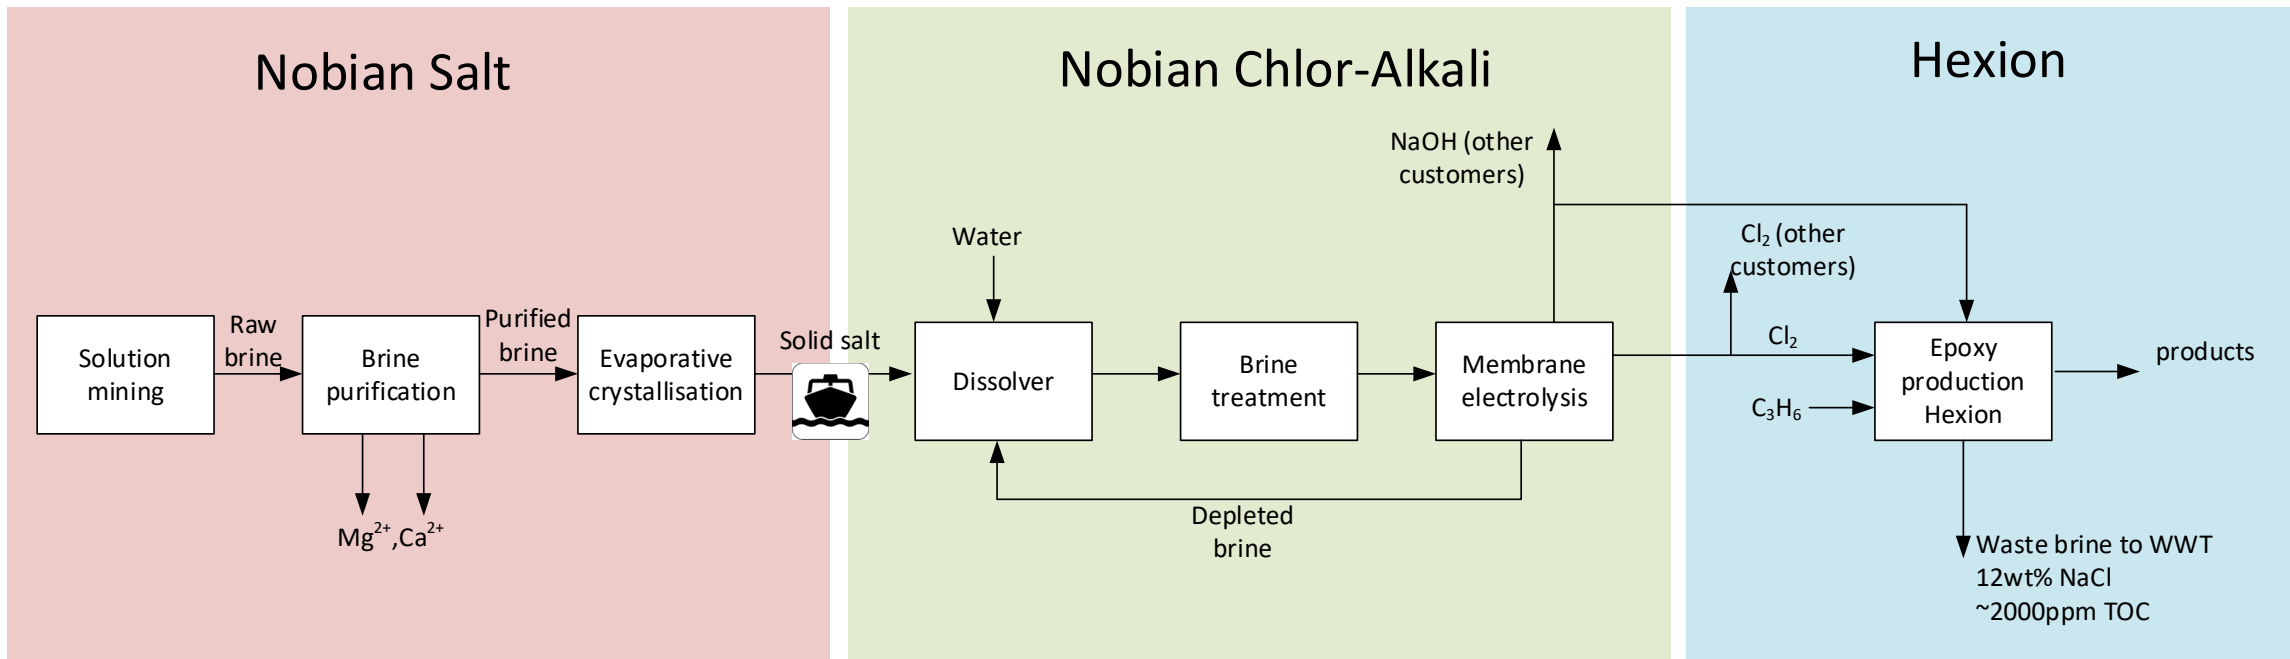 Nobian Salt
Nobian Chlor-Alkali
Hexion
Solution
mining
Raw
brine
Brine
purification
Mg²⁺,Ca²⁺
Purified
brine
Evaporative
crystallisation
Solid salt
Water
Dissolver
Brine
treatment
Depleted
brine
Membrane
electrolysis
NaOH (other
customers)
Cl₂ (other
customers)
Cl₂
C₃H₆
Epoxy
production
Hexion
products
Waste brine to WWT
12wt% NaCl
~2000ppm TOC